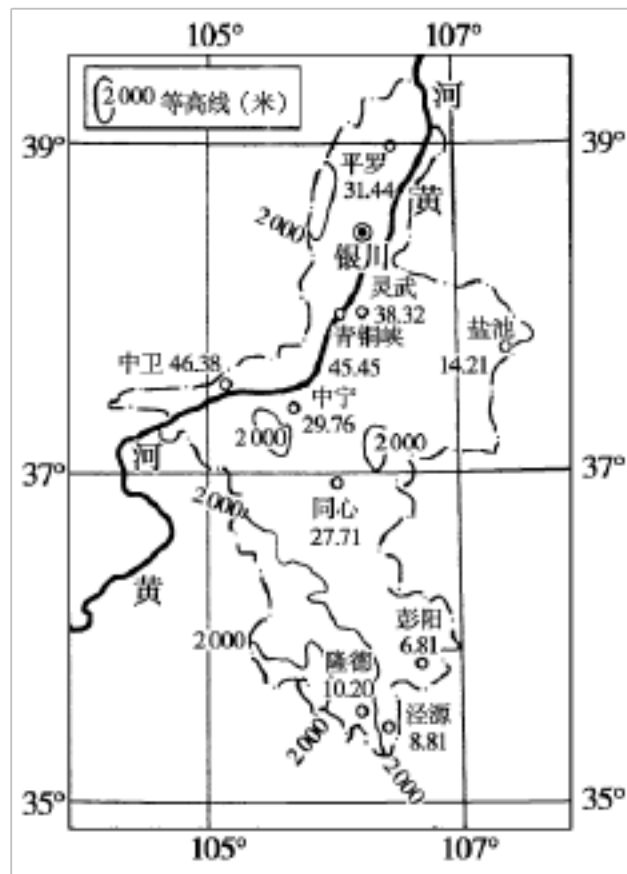 105° 107°
2000 等高线（米）
河
39°
39°
平罗
31.44
黄
2000
银川
灵武
38.32
盐池
14.21
青铜峡
45.45
中卫 46.38
中宁
29.76
2000
2000
河
37°
37°
2000
同心
27.71
黄
彭阳
6.81
2000
隆德
10.20
泾源
8.81
2000
2000
35°
35°
105° 107°